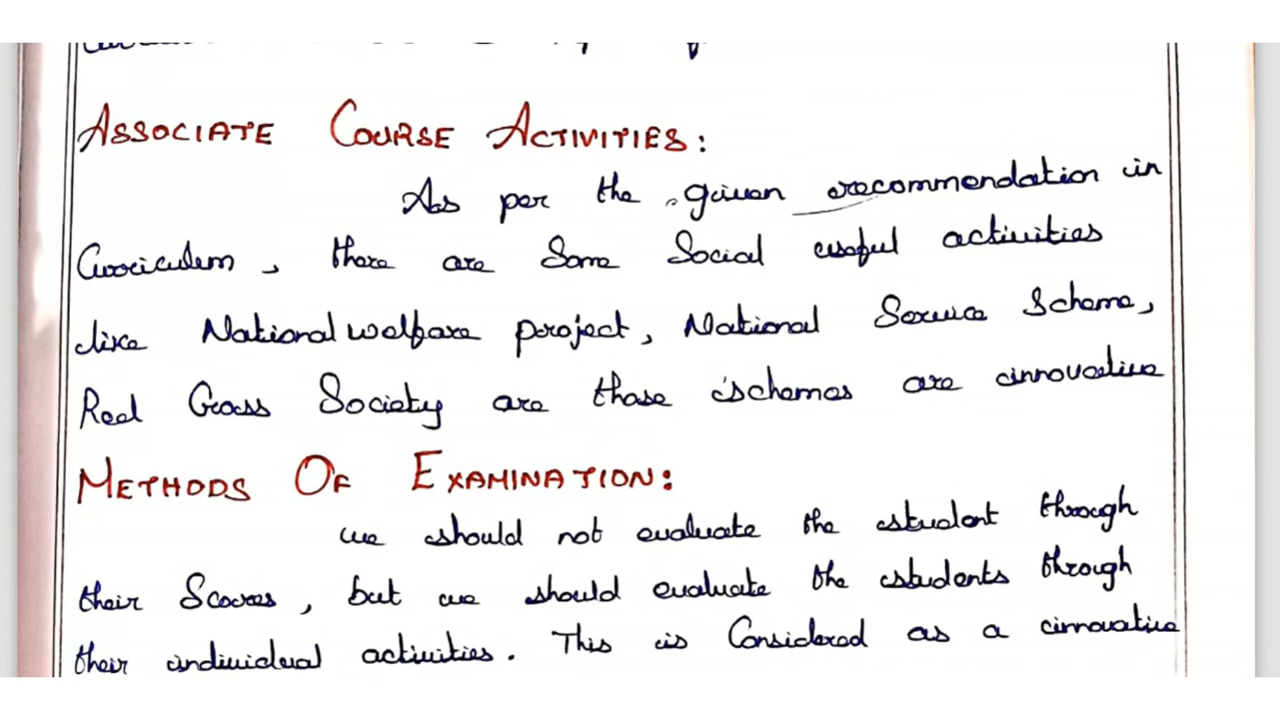 ASSOCIATE COURSE ACTIVITIES:
As per the given recommendation in
Curriculum, there are Some Social useful activities
like National welfare project, National Service Scheme,
Red Cross Society are those schemes are innovative
METHODS OF EXAMINATION:
we should not evaluate the student through
their Scores, but we should evaluate the students through
their individual activities. This is Considered as a innovative